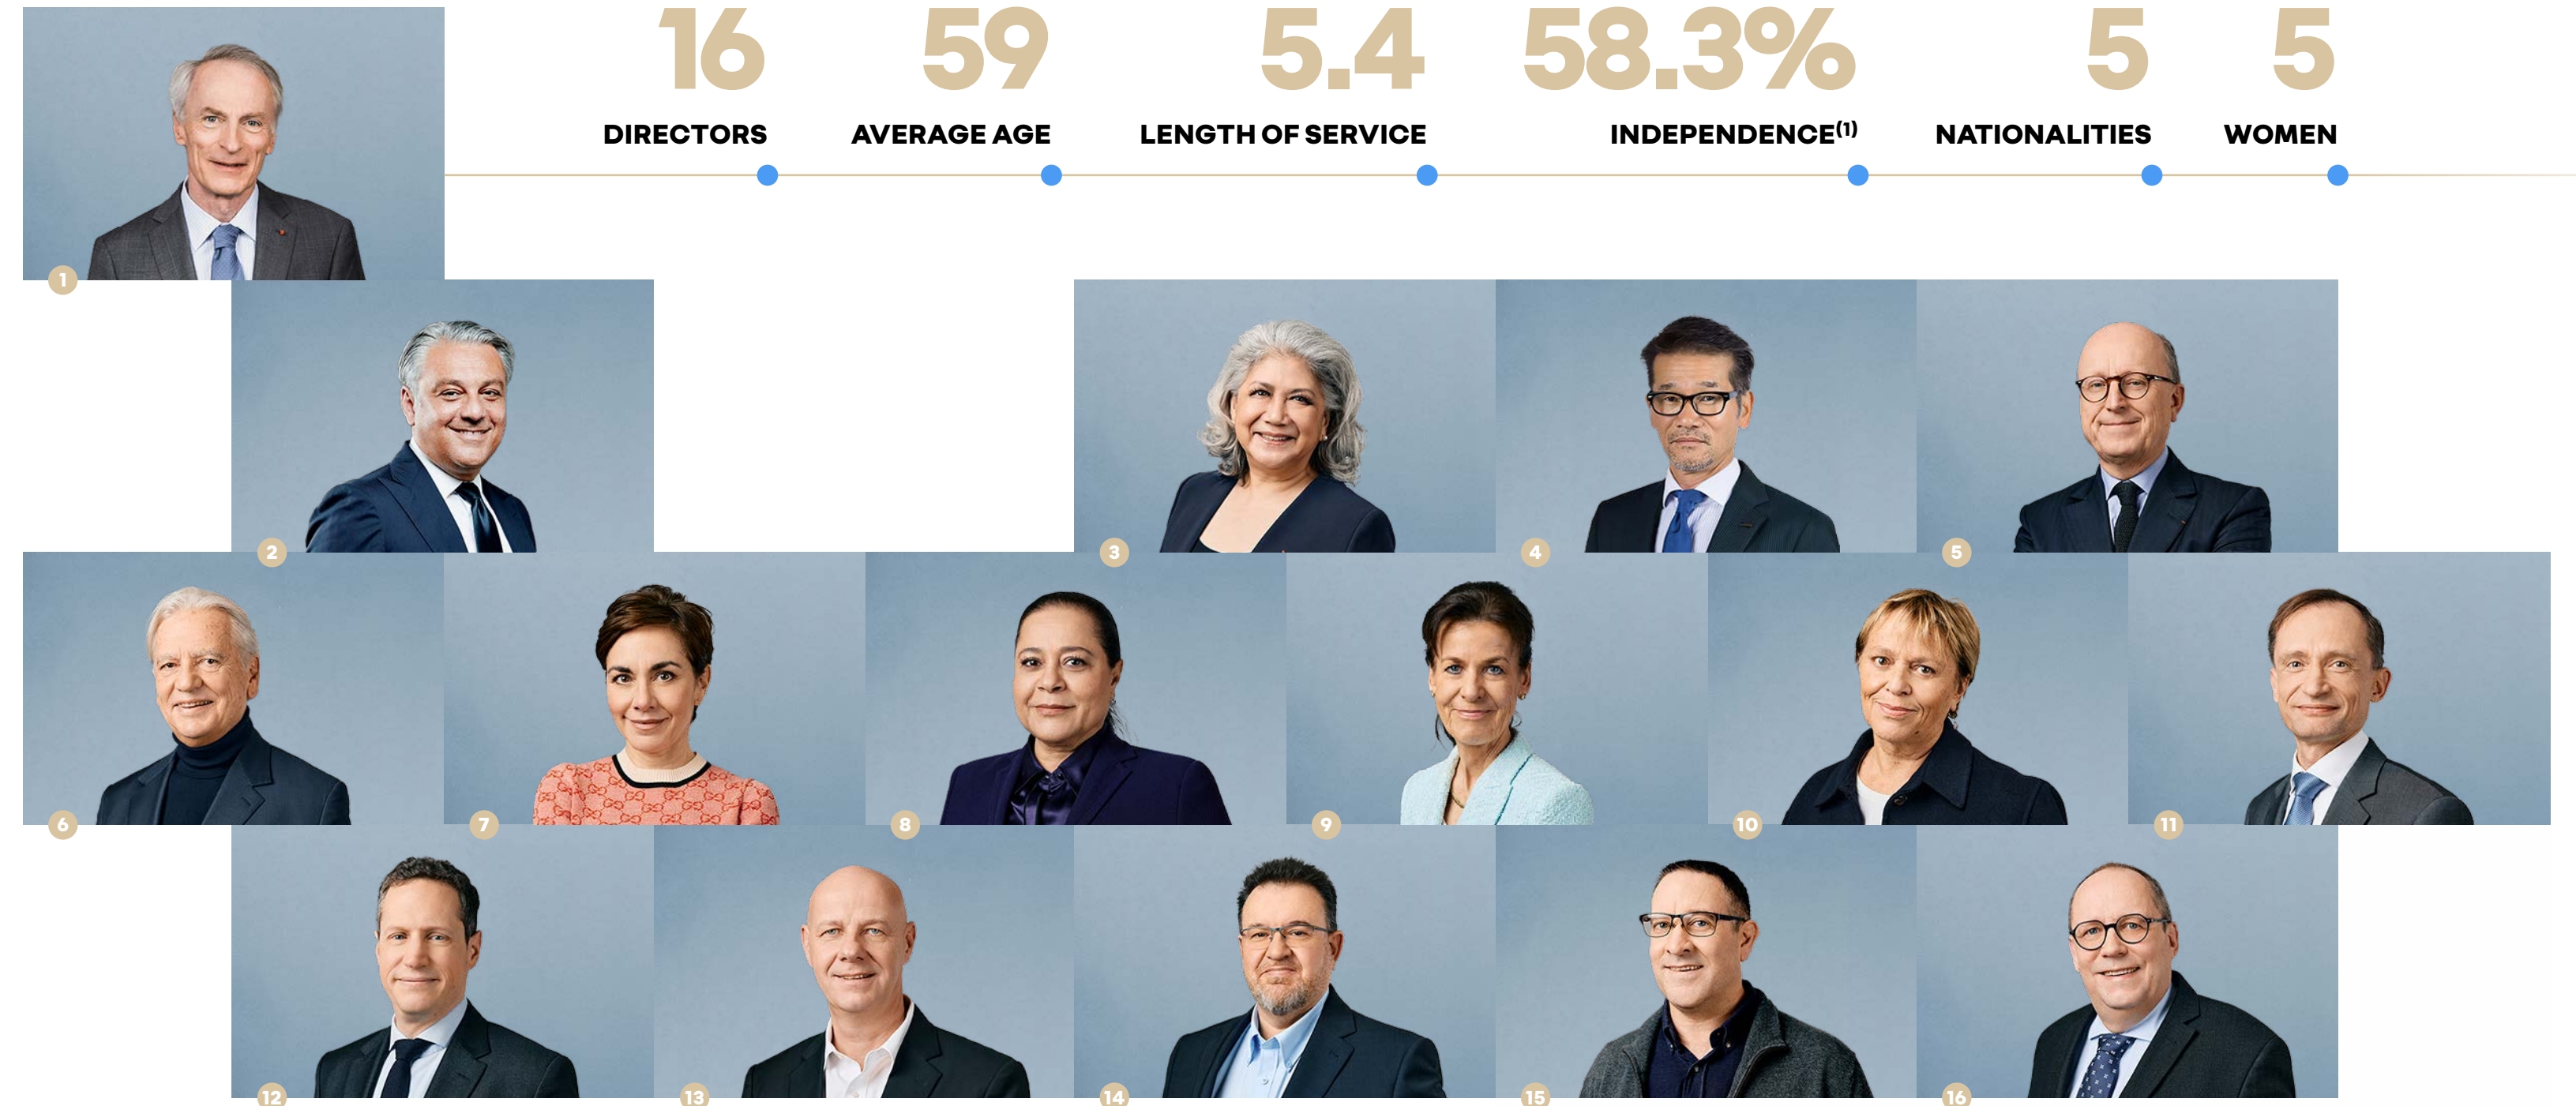 16 59 5.4 58.3% 5 5
DIRECTORS AVERAGE AGE LENGTH OF SERVICE INDEPENDENCE(1) NATIONALITIES WOMEN
1
2 3 4 5
6 7 8 9 10 11
12 13 14 15 16